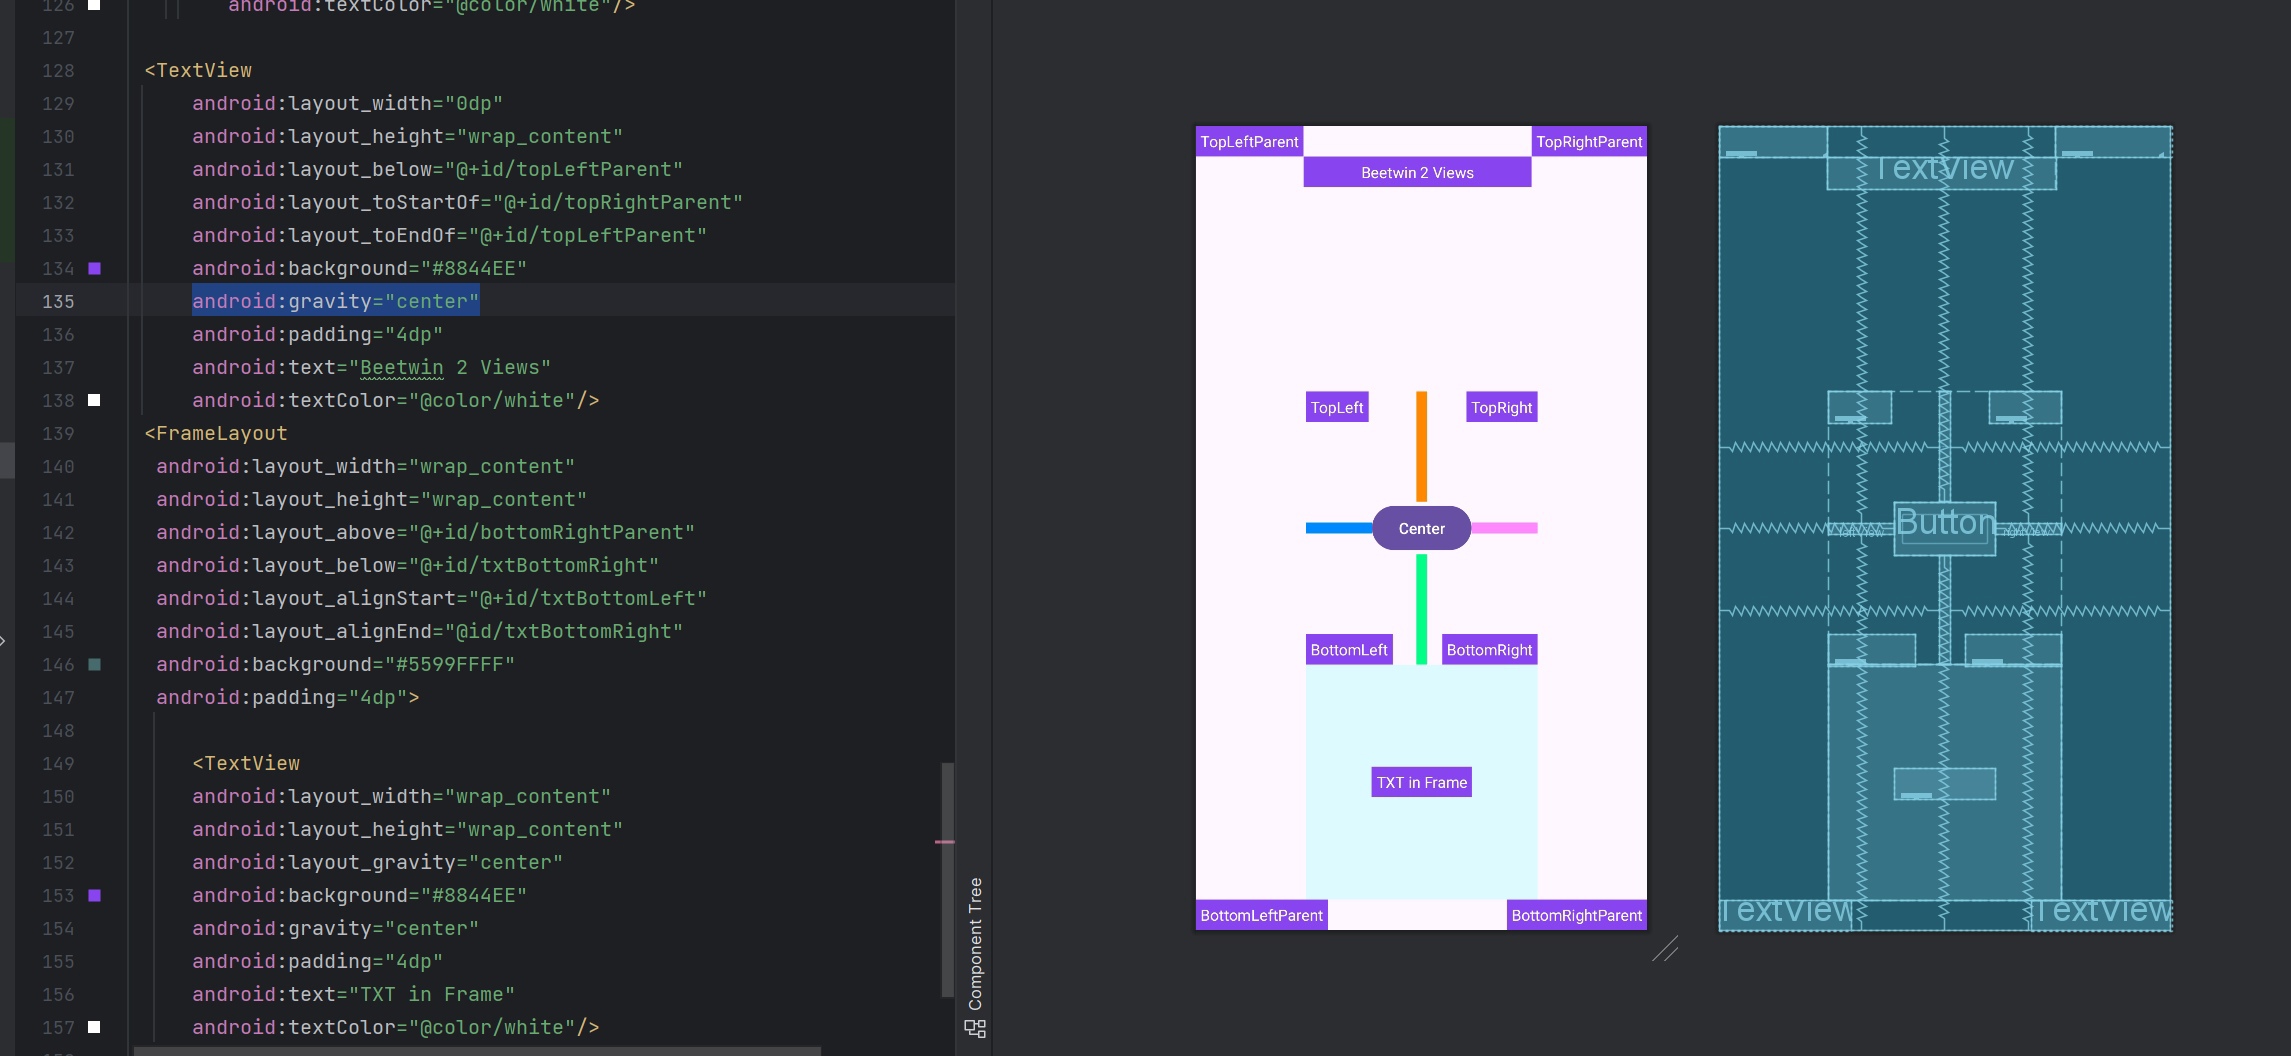 126 android:textColor="@color/white"/>
127
128 <TextView
129 android:layout_width="0dp"
130 android:layout_height="wrap_content"
131 android:layout_below="@+id/topLeftParent"
132 android:layout_toStartOf="@+id/topRightParent"
133 android:layout_toEndOf="@+id/topLeftParent"
134 android:background="#8844EE"
135 android:gravity="center"
136 android:padding="4dp"
137 android:text="Beetwin 2 Views"
138 android:textColor="@color/white"/>
139 <FrameLayout
140 android:layout_width="wrap_content"
141 android:layout_height="wrap_content"
142 android:layout_above="@+id/bottomRightParent"
143 android:layout_below="@+id/txtBottomRight"
144 android:layout_alignStart="@+id/txtBottomLeft"
145 android:layout_alignEnd="@id/txtBottomRight"
146 android:background="#5599FFFF"
147 android:padding="4dp">
148
149 <TextView
150 android:layout_width="wrap_content"
151 android:layout_height="wrap_content"
152 android:layout_gravity="center"
153 android:background="#8844EE"
154 android:gravity="center"
155 android:padding="4dp"
156 android:text="TXT in Frame"
157 android:textColor="@color/white"/>
Component Tree
TopLeftParent TopRightParent
Beetwin 2 Views
TopLeft TopRight
Center
BottomLeft BottomRight
TXT in Frame
BottomLeftParent BottomRightParent
TextView
leftView Button rightView
TextView TextView